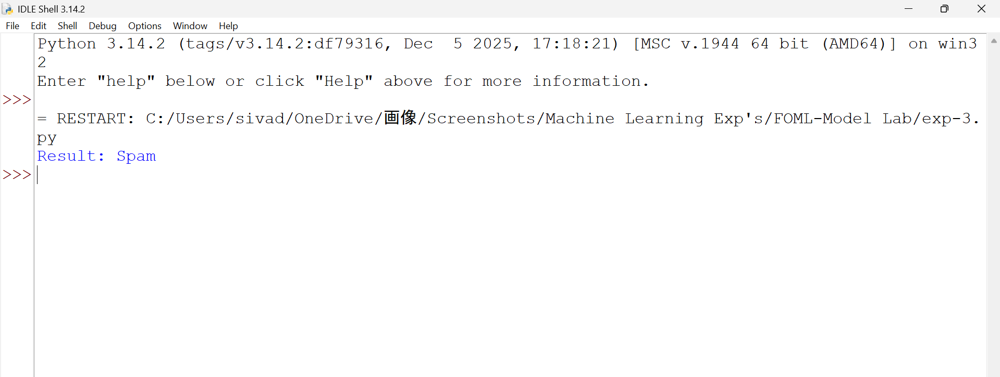 IDLE Shell 3.14.2
File Edit Shell Debug Options Window Help
Python 3.14.2 (tags/v3.14.2:df79316, Dec  5 2025, 17:18:21) [MSC v.1944 64 bit (AMD64)] on win3
2
Enter "help" below or click "Help" above for more information.
>>>
= RESTART: C:/Users/sivad/OneDrive/画像/Screenshots/Machine Learning Exp's/FOML-Model Lab/exp-3.
py
Result: Spam
>>>